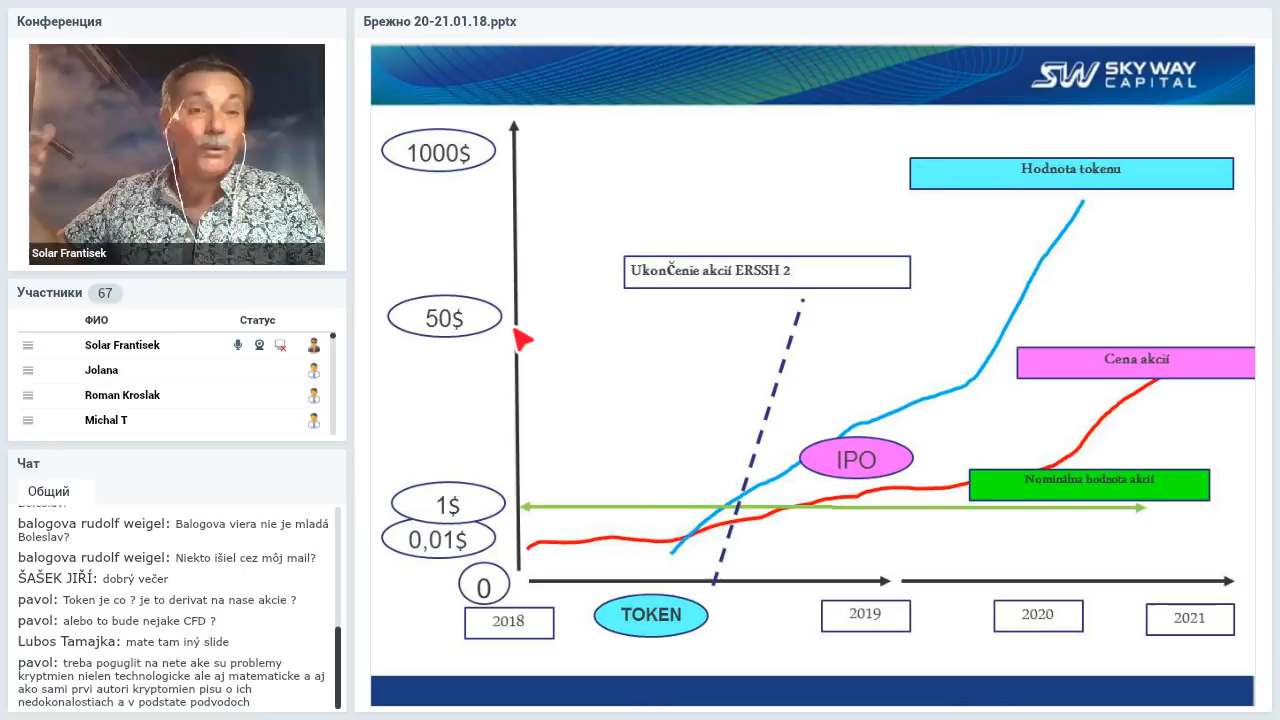 Конференция
Solar Frantisek
Участники 67
ФИО Статус
Solar Frantisek
Jolana
Roman Kroslak
Michal T
Чат
Общий
balogova rudolf weigel: Balogova viera nie je mladá
Boleslav?
balogova rudolf weigel: Niekto išiel cez môj mail?
ŠAŠEK JIŘÍ: dobrý večer
pavol: Token je co ? je to derivat na nase akcie ?
pavol: alebo to bude nejake CFD ?
Lubos Tamajka: mate tam iný slide
pavol: treba poguglit na nete ake su problemy
kryptmien nielen technologicke ale aj matematicke a aj
ako sami prvi autori kryptomien pisu o ich
nedokonalostiach a v podstate podvodoch
Брежно 20-21.01.18.pptx
SW SKY WAY
CAPITAL
1000$
Hodnota tokenu
UkonČenie akcií ERSSH 2
50$
Cena akcií
IPO
Nominálna hodnota akcií
1$
0,01$
0
2018
TOKEN
2019
2020
2021